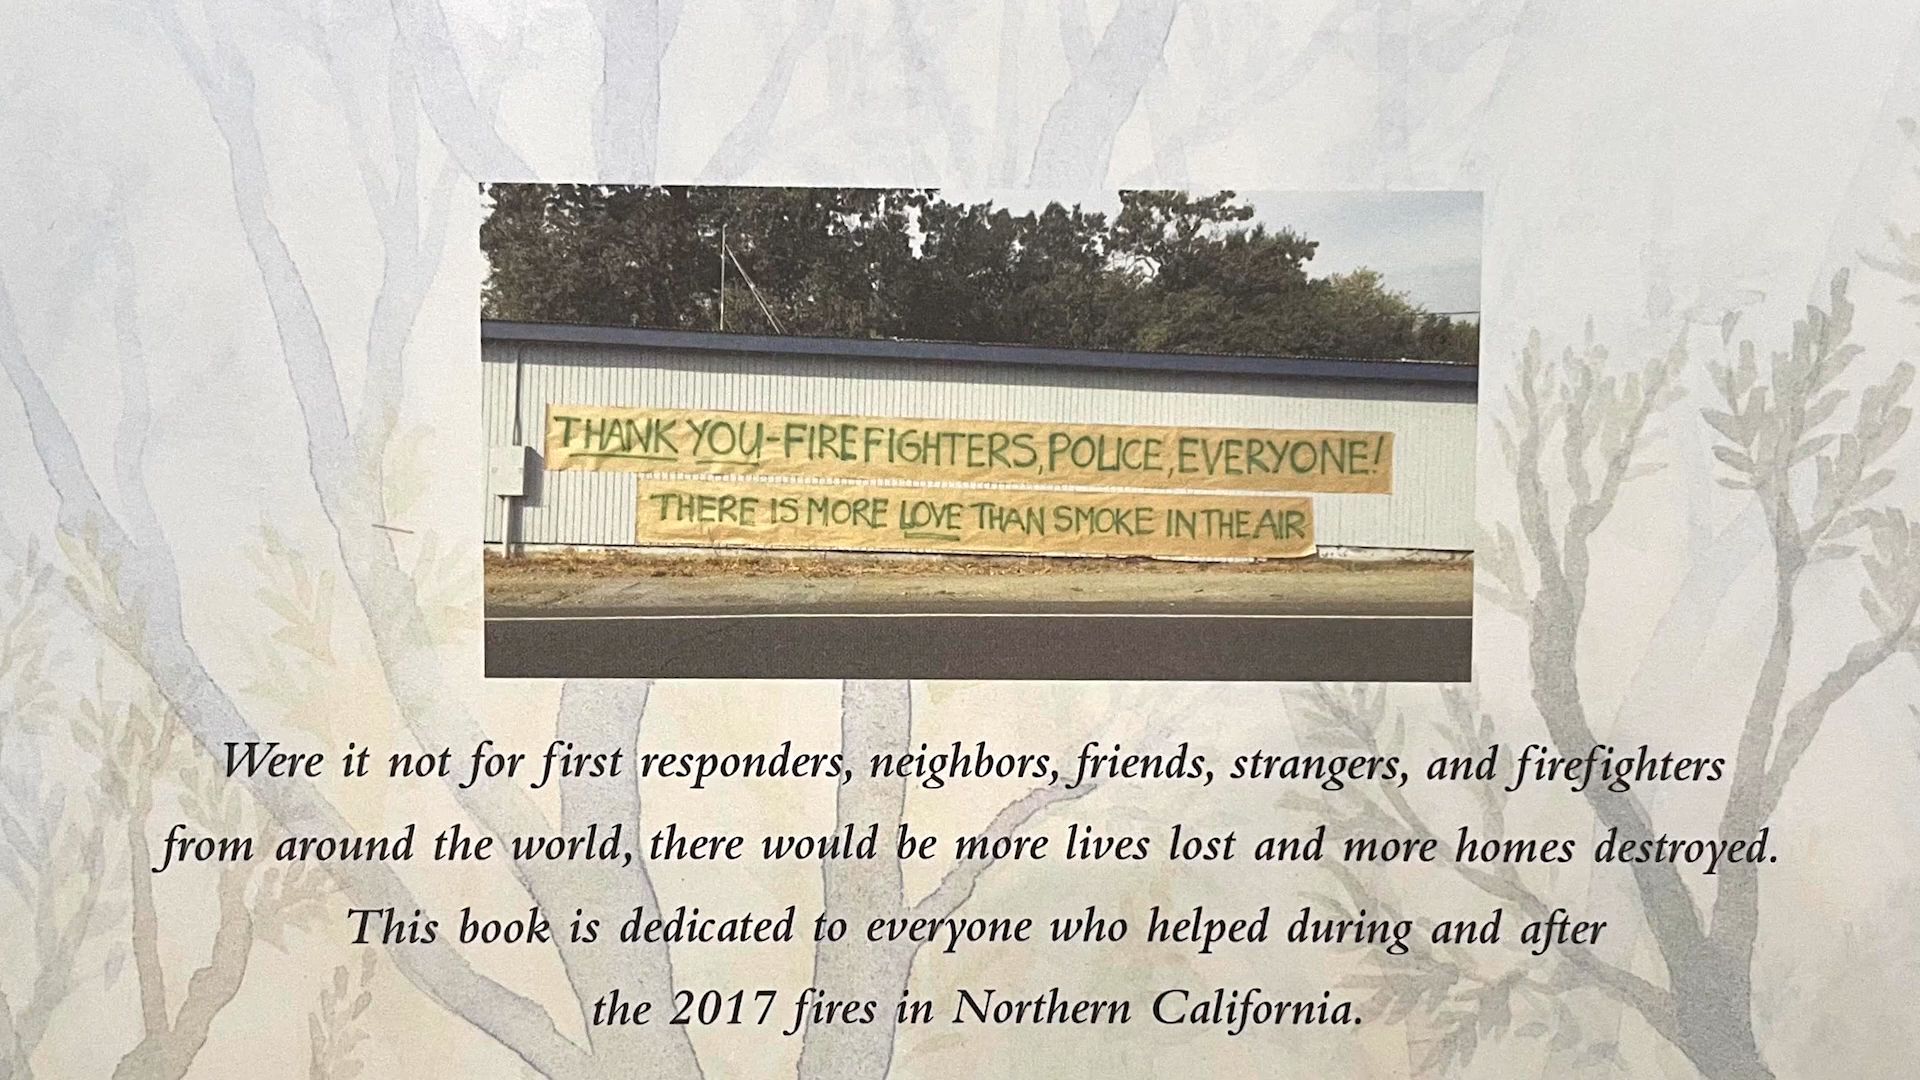 THANK YOU-FIREFIGHTERS, POLICE, EVERYONE!
THERE IS MORE LOVE THAN SMOKE IN THE AIR
Were it not for first responders, neighbors, friends, strangers, and firefighters
from around the world, there would be more lives lost and more homes destroyed.
This book is dedicated to everyone who helped during and after
the 2017 fires in Northern California.